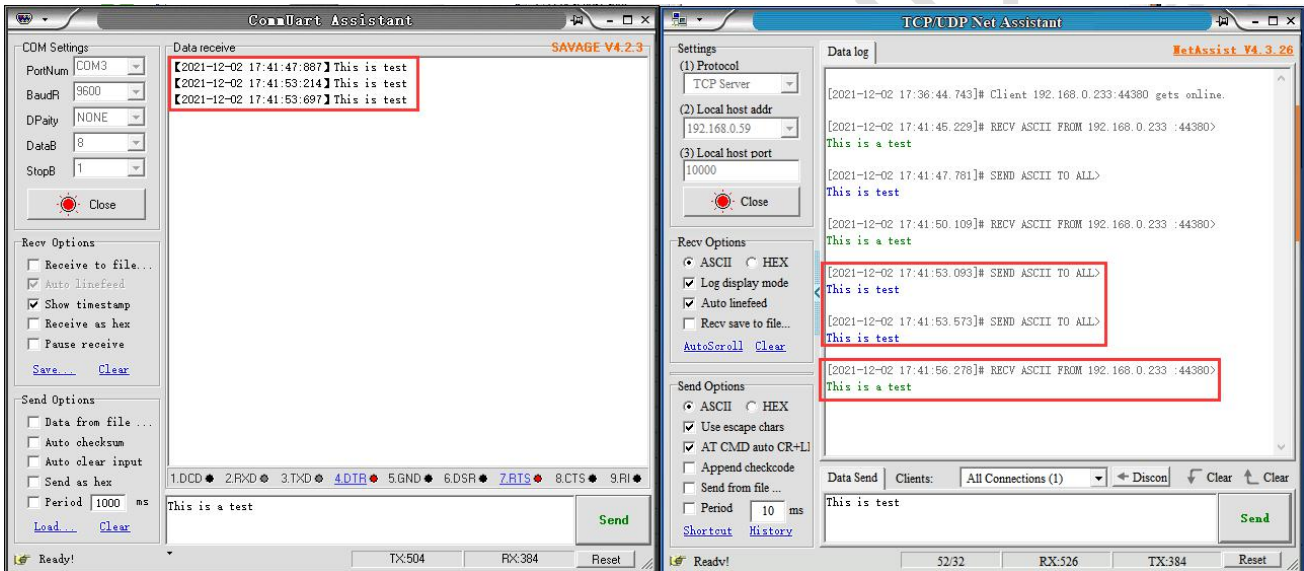 CommUart Assistant
COM Settings
PortNum COM3
BaudR 9600
DPaity NONE
DataB 8
StopB 1
Close
Recv Options
Receive to file...
Auto linefeed
Show timestamp
Receive as hex
Pause receive
Save... Clear
Send Options
Data from file ...
Auto checksum
Auto clear input
Send as hex
Period 1000 ms
Load... Clear
Data receive SAVAGE V4.2.3
【2021-12-02 17:41:47:887】This is test
【2021-12-02 17:41:53:214】This is test
【2021-12-02 17:41:53:697】This is test
1.DCD 2.RXD 3.TXD 4.DTR 5.GND 6.DSR 7.RTS 8.CTS 9.RI
This is a test
Send
Ready! TX:504 RX:384 Reset
TCP/UDP Net Assistant
Settings
(1) Protocol
TCP Server
(2) Local host addr
192.168.0.59
(3) Local host port
10000
Close
Recv Options
ASCII HEX
Log display mode
Auto linefeed
Recv save to file...
AutoScroll Clear
Send Options
ASCII HEX
Use escape chars
AT CMD auto CR+LI
Append checkcode
Send from file ...
Period 10 ms
Shortcut History
Data log NetAssist V4.3.26
[2021-12-02 17:36:44.743]# Client 192.168.0.233:44380 gets online.
[2021-12-02 17:41:45.229]# RECV ASCII FROM 192.168.0.233 :44380>
This is a test
[2021-12-02 17:41:47.781]# SEND ASCII TO ALL>
This is test
[2021-12-02 17:41:50.109]# RECV ASCII FROM 192.168.0.233 :44380>
This is a test
[2021-12-02 17:41:53.093]# SEND ASCII TO ALL>
This is test
[2021-12-02 17:41:53.573]# SEND ASCII TO ALL>
This is test
[2021-12-02 17:41:56.278]# RECV ASCII FROM 192.168.0.233 :44380>
This is a test
Data Send Clients: All Connections (1) Discon Clear Clear
This is test
Send
Ready! 52/32 RX:526 TX:384 Reset